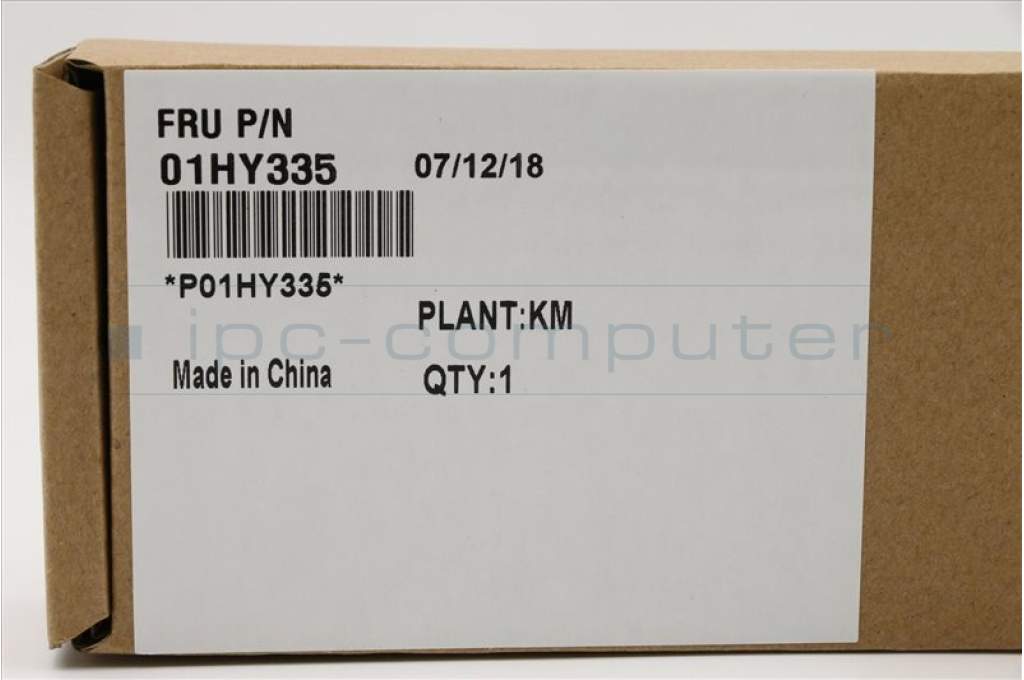 FRU P/N
01HY335 07/12/18
*P01HY335*
PLANT:KM
ipc-computer
Made in China QTY:1